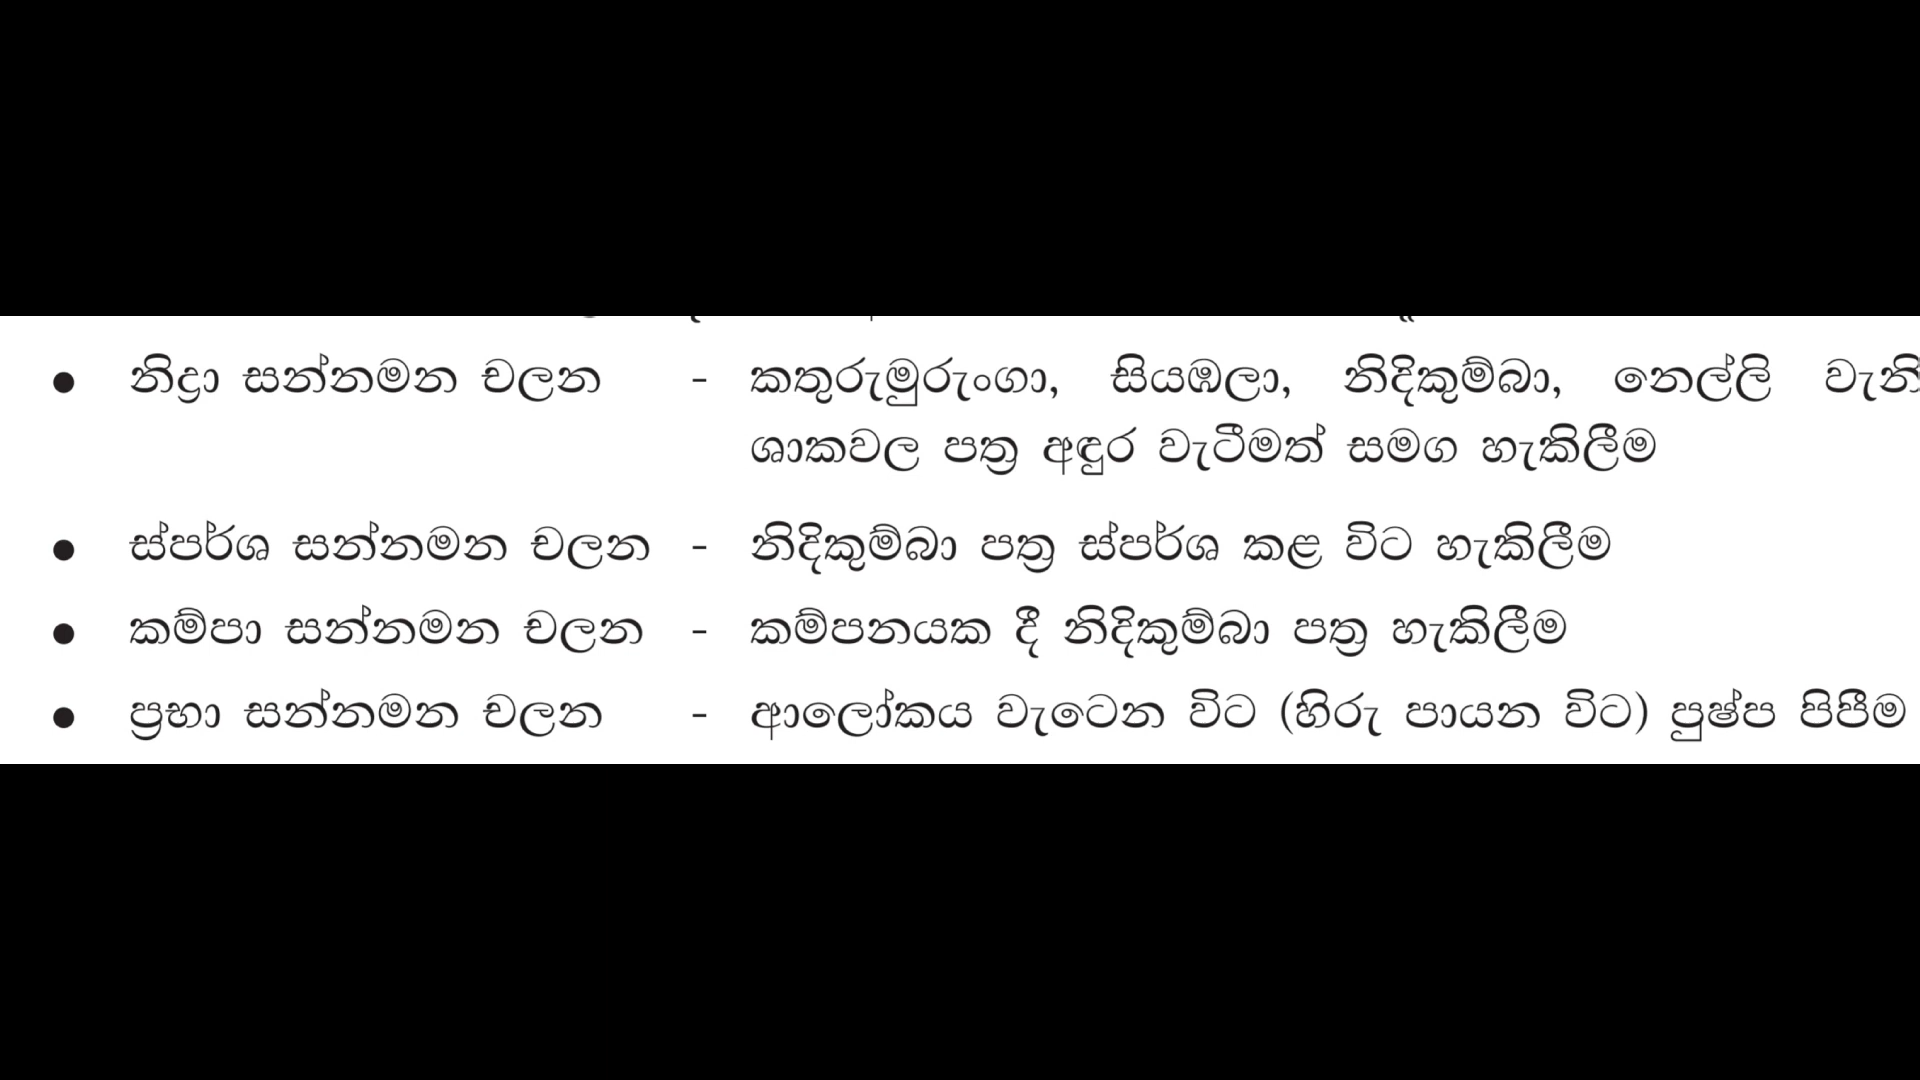 ● නිද්‍රා සන්නමන චලන - කතුරුමුරුංගා, සියඹලා, නිදිකුම්බා, නෙල්ලි වැනි
ශාකවල පත්‍ර අඳුර වැටීමත් සමග හැකිලීම
● ස්පර්ශ සන්නමන චලන - නිදිකුම්බා පත්‍ර ස්පර්ශ කළ විට හැකිලීම
● කම්පා සන්නමන චලන - කම්පනයක දී නිදිකුම්බා පත්‍ර හැකිලීම
● ප්‍රභා සන්නමන චලන - ආලෝකය වැටෙන විට (හිරු පායන විට) පුෂ්ප පිපීම